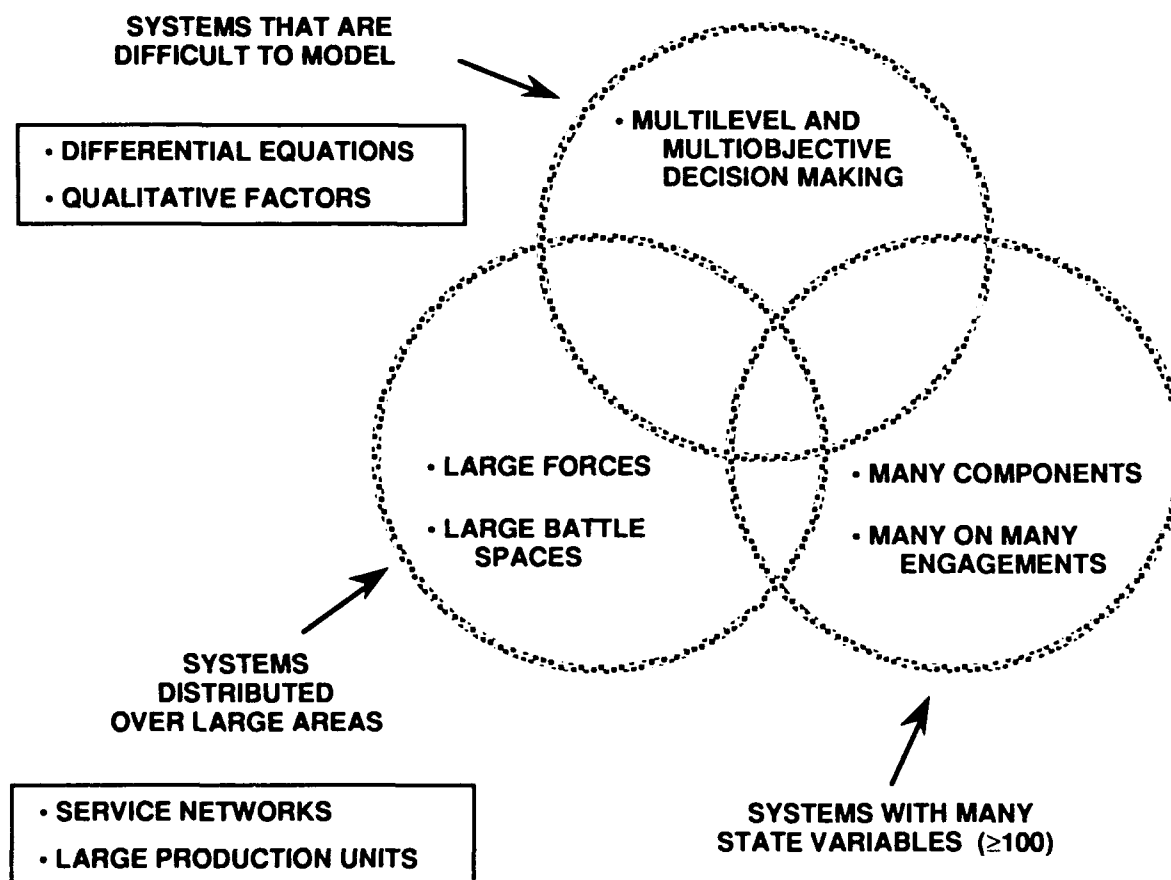 SYSTEMS THAT ARE
DIFFICULT TO MODEL
• DIFFERENTIAL EQUATIONS
• QUALITATIVE FACTORS
• MULTILEVEL AND
MULTIOBJECTIVE
DECISION MAKING
• LARGE FORCES
• LARGE BATTLE
SPACES
• MANY COMPONENTS
• MANY ON MANY
ENGAGEMENTS
SYSTEMS
DISTRIBUTED
OVER LARGE AREAS
• SERVICE NETWORKS
• LARGE PRODUCTION UNITS
SYSTEMS WITH MANY
STATE VARIABLES (≥100)